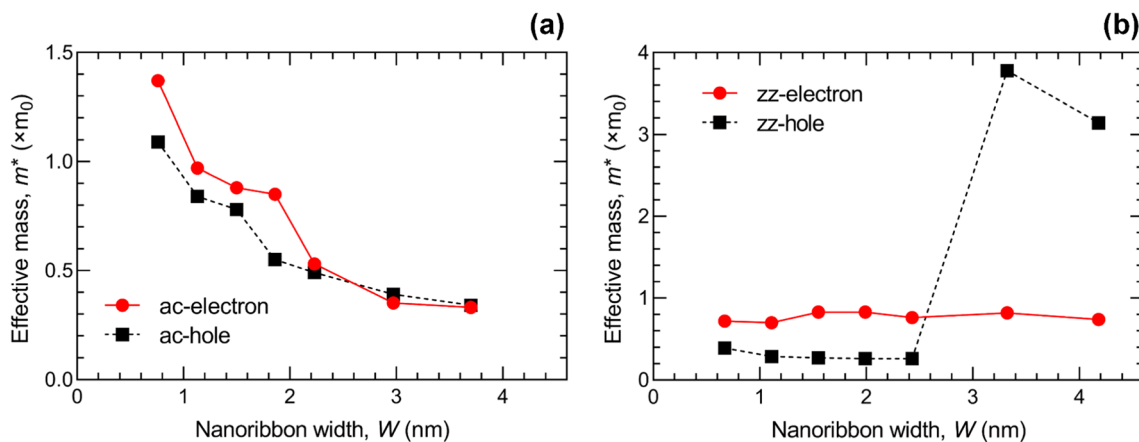 (a)
1.5
1.0
0.5
0.0
Effective mass, m* (×m₀)
ac-electron
ac-hole
0 1 2 3 4
Nanoribbon width, W (nm)
(b)
4
3
2
1
0
Effective mass, m* (×m₀)
zz-electron
zz-hole
0 1 2 3 4
Nanoribbon width, W (nm)